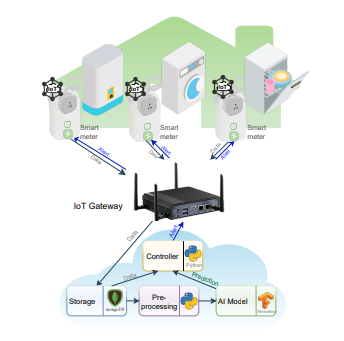 IoT
IoT
IoT
Smart
meter
Smart
meter
Smart
meter
Alert
Data
Alert
Data
Data
Alert
IoT Gateway
Data
Alert
Controller
Python
Data
Prediction
Storage
mongoDB
Pre-
processing
AI Model
TensorFlow